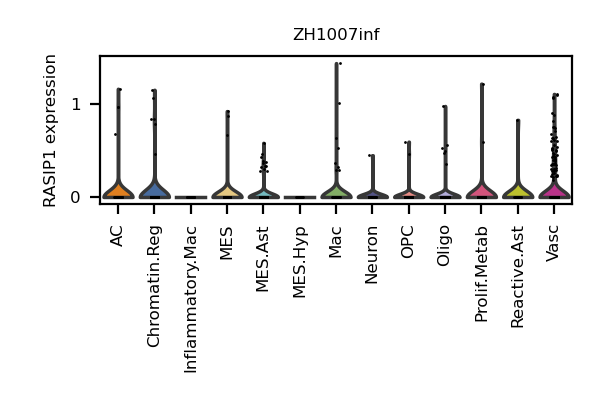 ZH1007inf
RASIP1 expression
1
0
AC
Chromatin.Reg
Inflammatory.Mac
MES
MES.Ast
MES.Hyp
Mac
Neuron
OPC
Oligo
Prolif.Metab
Reactive.Ast
Vasc